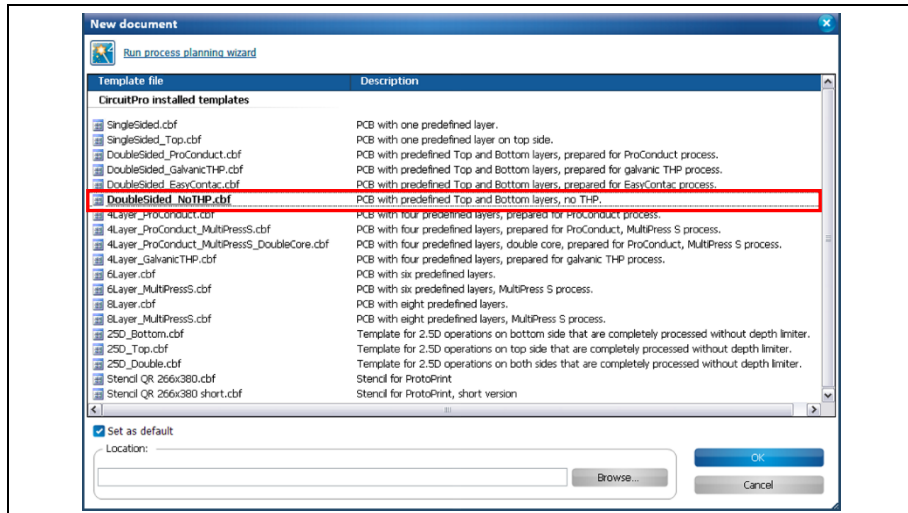 New document
Run process planning wizard
Template file Description
CircuitPro installed templates
SingleSided.cbf PCB with one predefined layer.
SingleSided_Top.cbf PCB with one predefined layer on top side.
DoubleSided_ProConduct.cbf PCB with predefined Top and Bottom layers, prepared for ProConduct process.
DoubleSided_GalvanicTHP.cbf PCB with predefined Top and Bottom layers, prepared for galvanic THP process.
DoubleSided_EasyContac.cbf PCB with predefined Top and Bottom layers, prepared for EasyContac process.
DoubleSided_NoTHP.cbf PCB with predefined Top and Bottom layers, no THP.
4Layer_ProConduct.cbf PCB with four predefined layers, prepared for ProConduct process.
4Layer_ProConduct_MultiPressS.cbf PCB with four predefined layers, prepared for ProConduct, MultiPress S process.
4Layer_ProConduct_MultiPressS_DoubleCore.cbf PCB with four predefined layers, double core, prepared for ProConduct, MultiPress S process.
4Layer_GalvanicTHP.cbf PCB with four predefined layers, prepared for galvanic THP process.
6Layer.cbf PCB with six predefined layers.
6Layer_MultiPressS.cbf PCB with six predefined layers, MultiPress S process.
8Layer.cbf PCB with eight predefined layers.
8Layer_MultiPressS.cbf PCB with eight predefined layers, MultiPress S process.
25D_Bottom.cbf Template for 2.5D operations on bottom side that are completely processed without depth limiter.
25D_Top.cbf Template for 2.5D operations on top side that are completely processed without depth limiter.
25D_Double.cbf Template for 2.5D operations on both sides that are completely processed without depth limiter.
Stencil QR 266x380.cbf Stencil for ProtoPrint
Stencil QR 266x380 short.cbf Stencil for ProtoPrint, short version
Set as default
Location:
OK
Browse...
Cancel